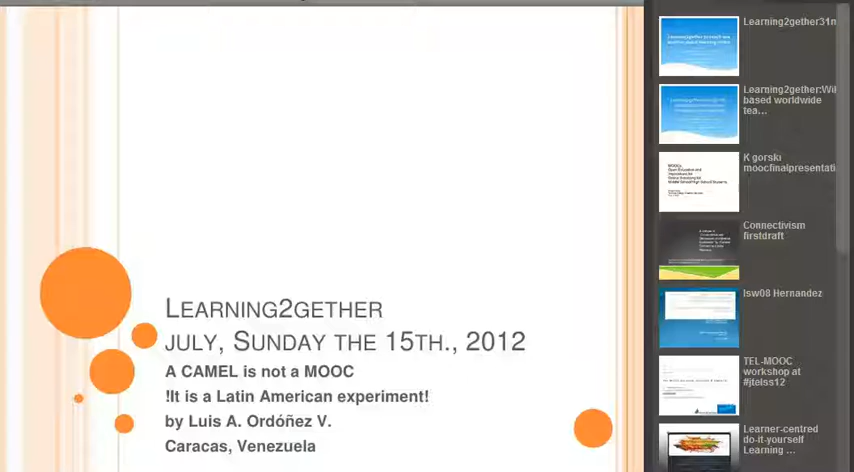 LEARNING2GETHER
JULY, SUNDAY THE 15TH., 2012
A CAMEL is not a MOOC
!It is a Latin American experiment!
by Luis A. Ordóñez V.
Caracas, Venezuela
Learning2gether31m
Learning2gether:Wik
based worldwide
tea...
K gorski
moocfinalpresentati
Connectivism
firstdraft
lsw08 Hernandez
TEL-MOOC
workshop at
#jtelss12
Learner-centred
do-it-yourself
Learning ...